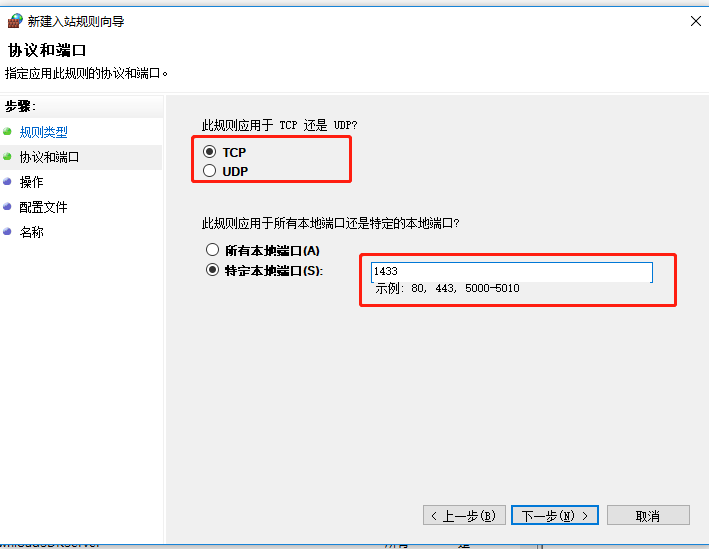 新建入站规则向导
协议和端口
指定应用此规则的协议和端口。
步骤:
规则类型
协议和端口
操作
配置文件
名称
此规则应用于 TCP 还是 UDP?
TCP
UDP
此规则应用于所有本地端口还是特定的本地端口?
所有本地端口(A)
特定本地端口(S):
1433
示例: 80, 443, 5000-5010
< 上一步(B)
下一步(N) >
取消